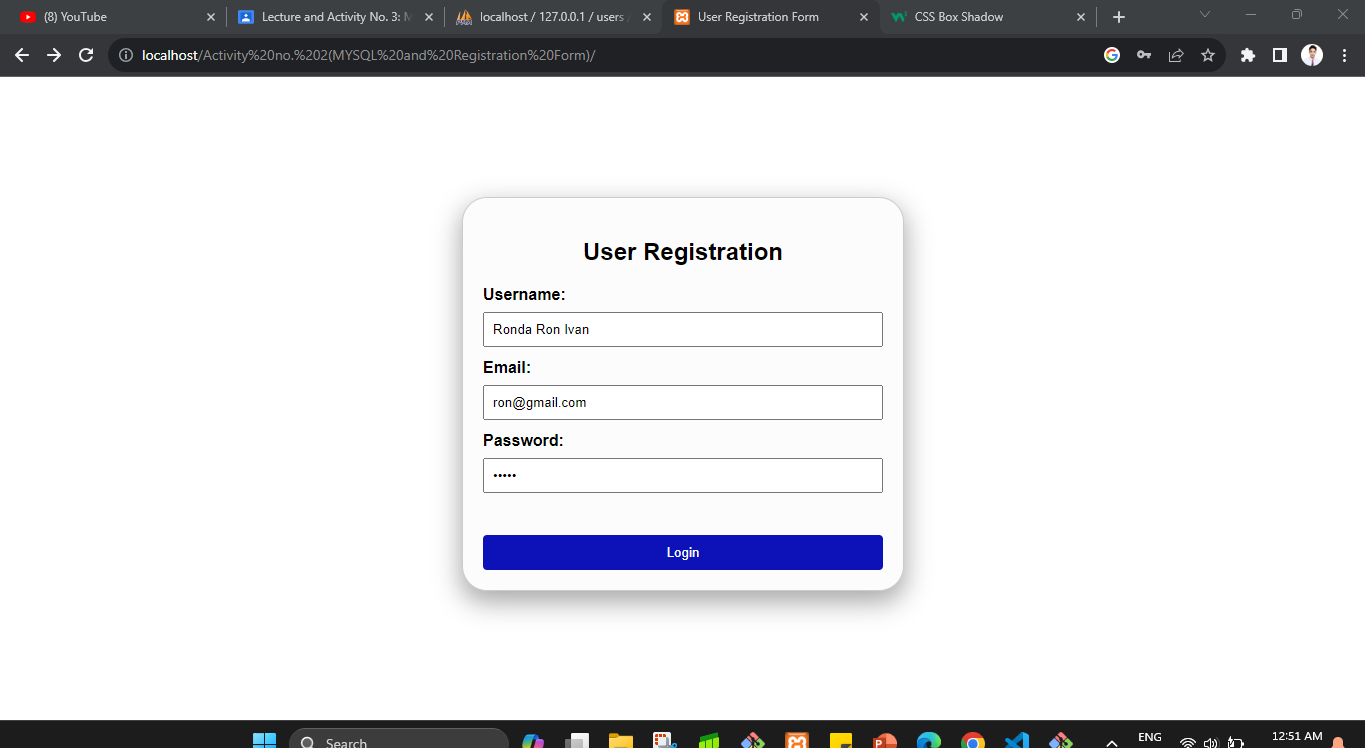 (8) YouTube
Lecture and Activity No. 3: M
localhost / 127.0.0.1 / users /
User Registration Form
CSS Box Shadow
localhost/Activity%20no.%202(MYSQL%20and%20Registration%20Form)/
User Registration
Username:
Ronda Ron Ivan
Email:
ron@gmail.com
Password:
•••••
Login
Search
ENG
12:51 AM